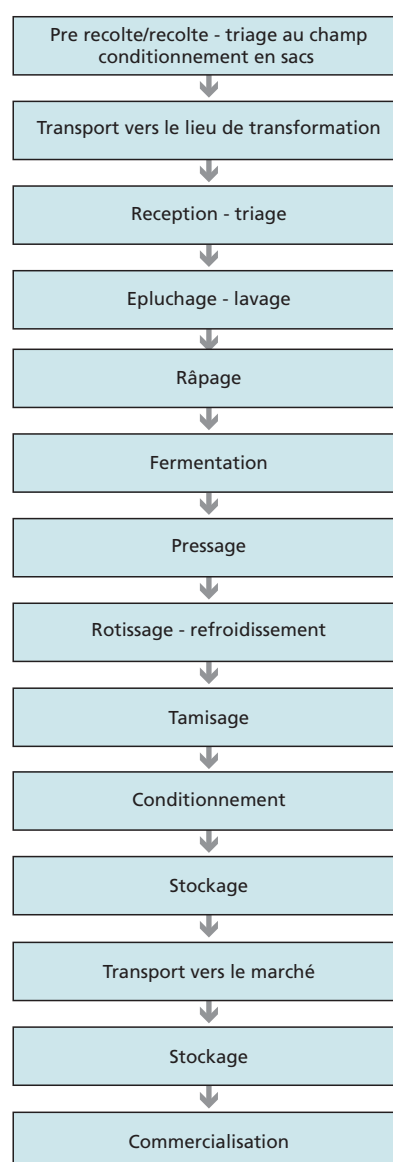 Pre recolte/recolte - triage au champ
conditionnement en sacs
Transport vers le lieu de transformation
Reception - triage
Epluchage - lavage
Râpage
Fermentation
Pressage
Rotissage - refroidissement
Tamisage
Conditionnement
Stockage
Transport vers le marché
Stockage
Commercialisation